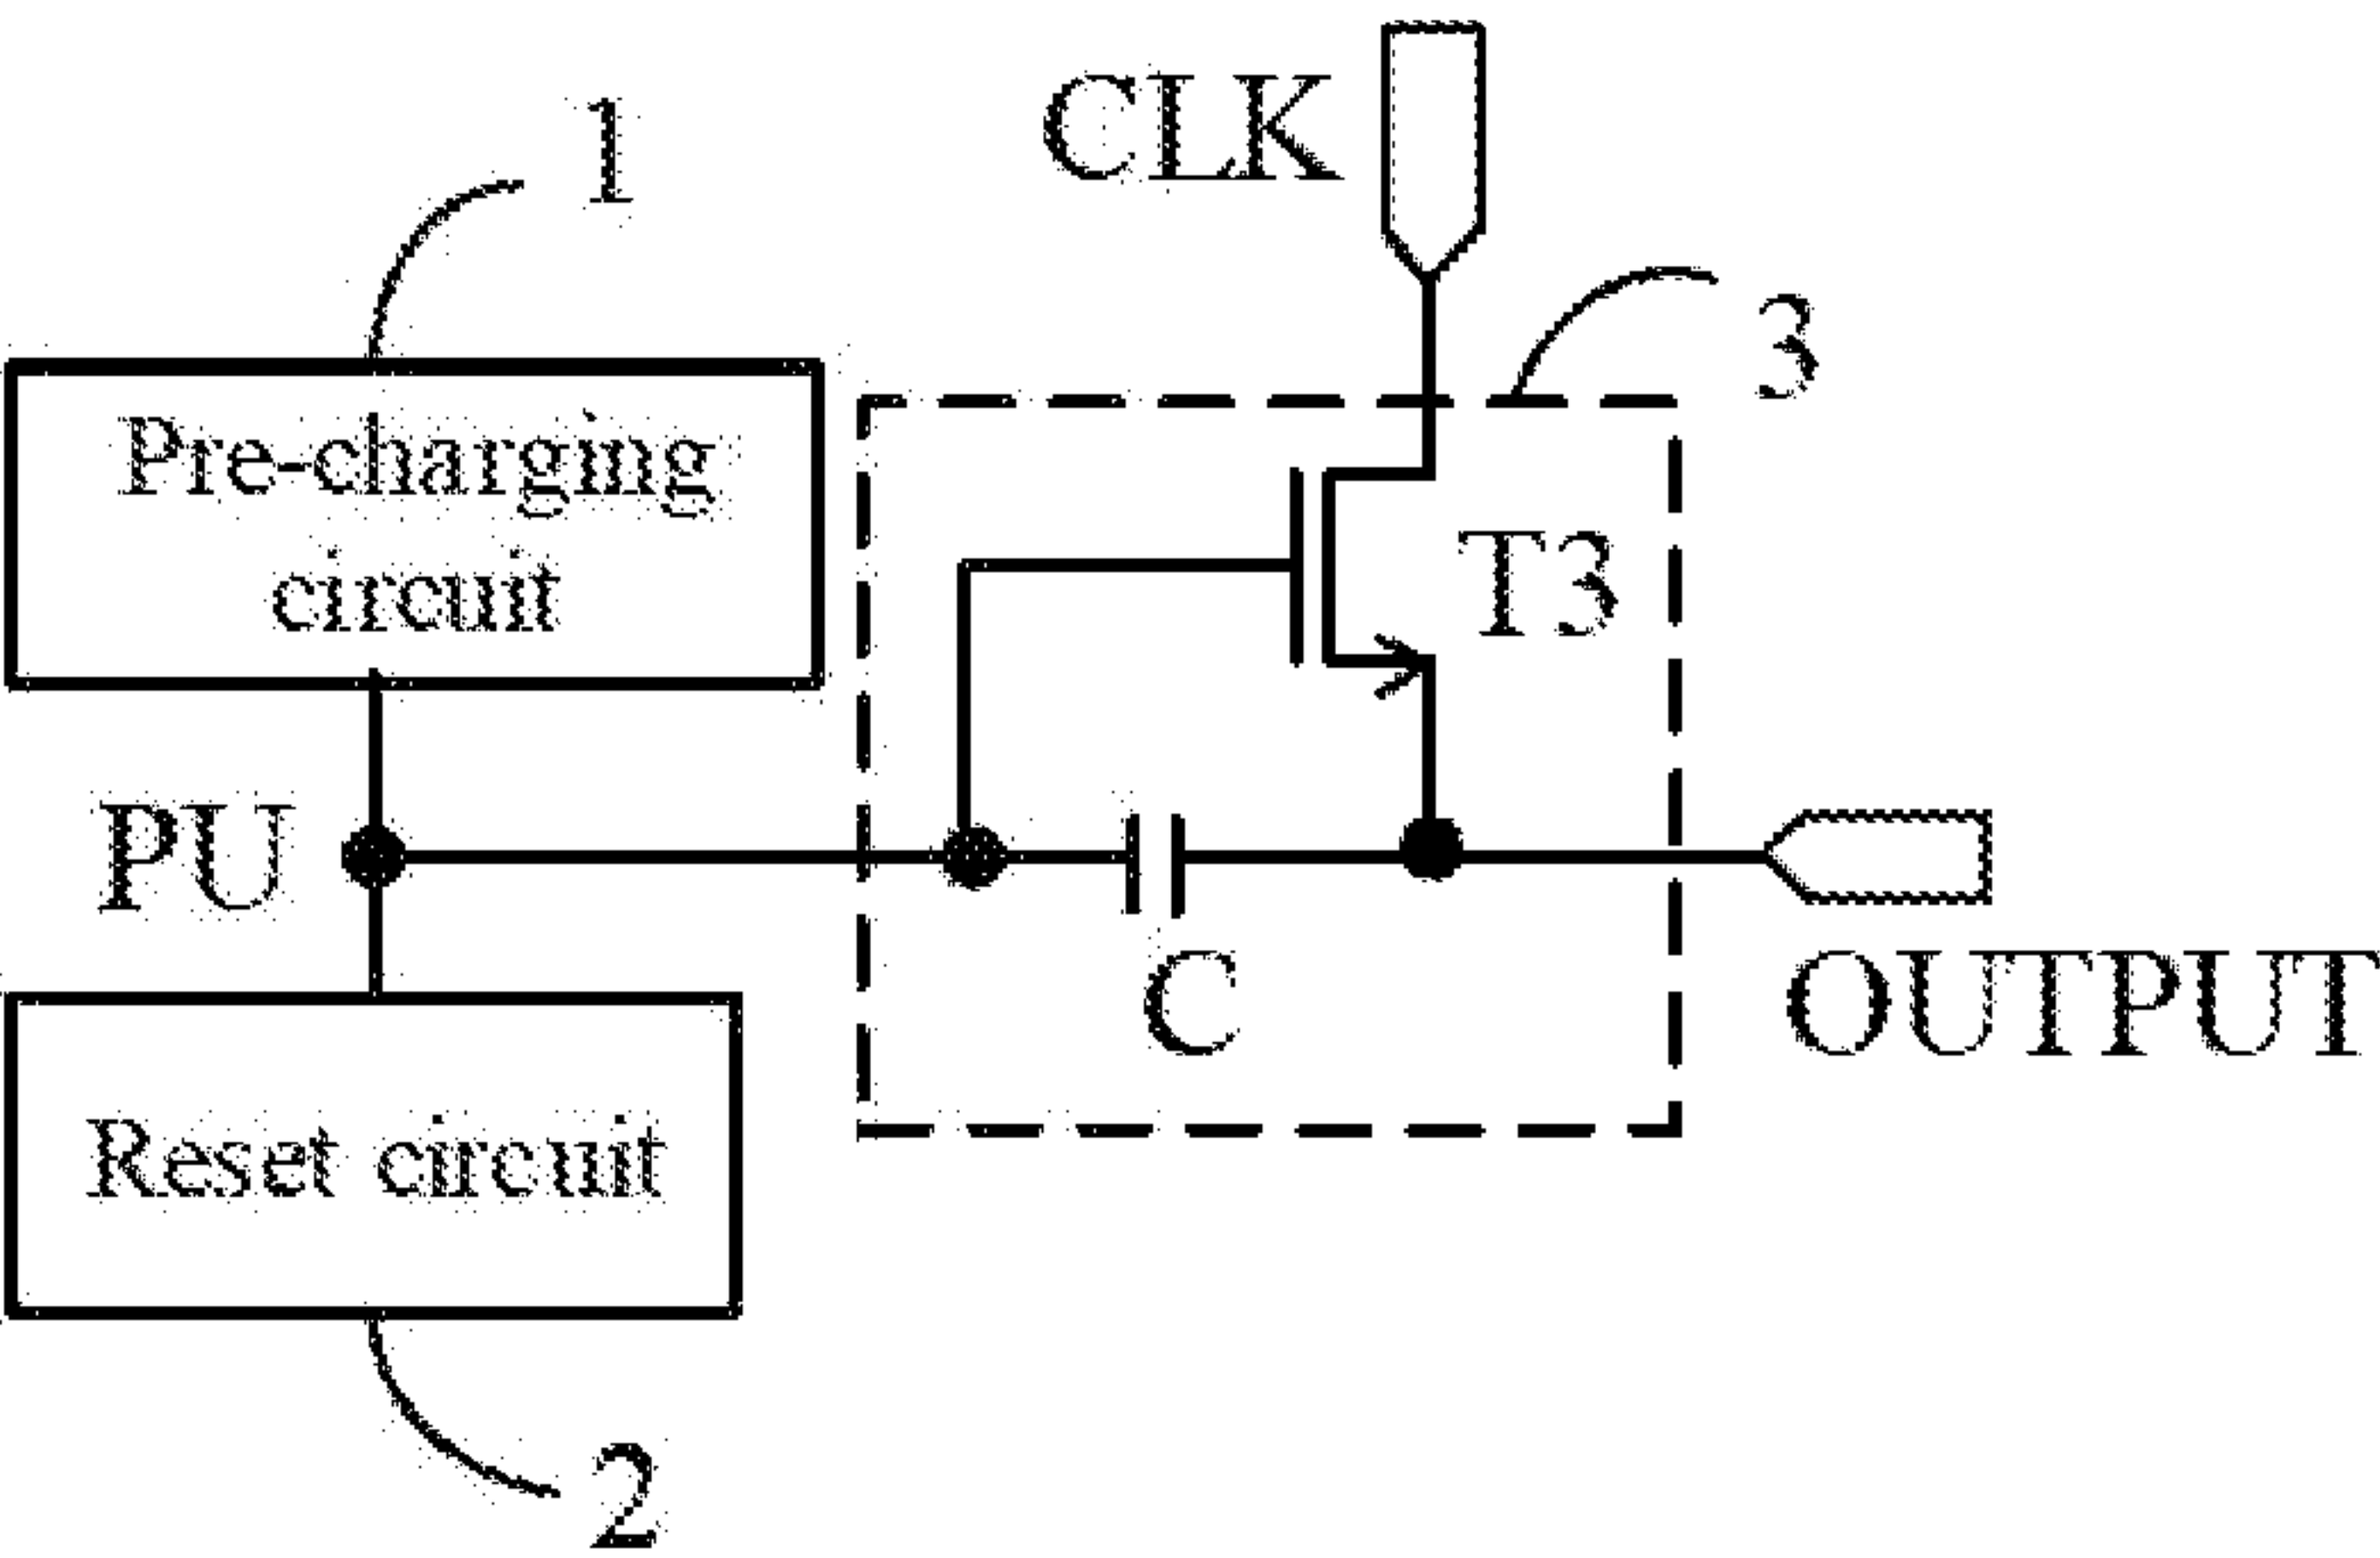 1
CLK
3
Pre-charging
circuit
T3
PU
C
OUTPUT
Reset circuit
2